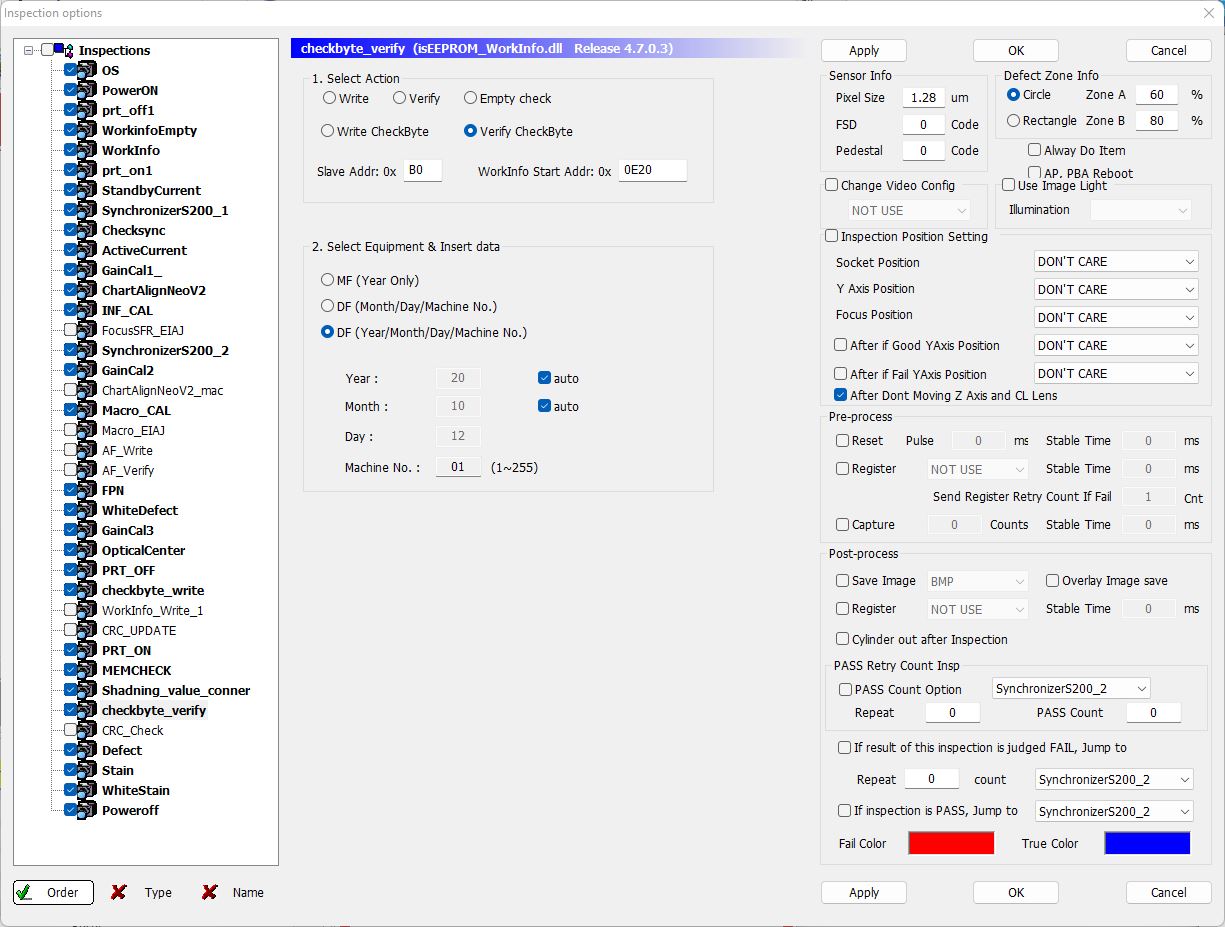 Inspection options
Inspections
OS
PowerON
prt_off1
WorkinfoEmpty
WorkInfo
prt_on1
StandbyCurrent
SynchronizerS200_1
Checksync
ActiveCurrent
GainCal1_
ChartAlignNeoV2
INF_CAL
FocusSFR_EIAJ
SynchronizerS200_2
GainCal2
ChartAlignNeoV2_mac
Macro_CAL
Macro_EIAJ
AF_Write
AF_Verify
FPN
WhiteDefect
GainCal3
OpticalCenter
PRT_OFF
checkbyte_write
WorkInfo_Write_1
CRC_UPDATE
PRT_ON
MEMCHECK
Shadning_value_conner
checkbyte_verify
CRC_Check
Defect
Stain
WhiteStain
Poweroff
Order Type Name
checkbyte_verify (isEEPROM_WorkInfo.dll Release 4.7.0.3)
1. Select Action
Write Verify Empty check
Write CheckByte Verify CheckByte
Slave Addr: 0x B0 WorkInfo Start Addr: 0x 0E20
2. Select Equipment & Insert data
MF (Year Only)
DF (Month/Day/Machine No.)
DF (Year/Month/Day/Machine No.)
Year : 20 auto
Month : 10 auto
Day : 12
Machine No. : 01 (1~255)
Apply OK Cancel
Sensor Info
Pixel Size 1.28 um
FSD 0 Code
Pedestal 0 Code
Defect Zone Info
Circle Zone A 60 %
Rectangle Zone B 80 %
Alway Do Item
AP. PBA Reboot
Change Video Config
NOT USE
Use Image Light
Illumination
Inspection Position Setting
Socket Position DON'T CARE
Y Axis Position DON'T CARE
Focus Position DON'T CARE
After if Good YAxis Position DON'T CARE
After if Fail YAxis Position DON'T CARE
After Dont Moving Z Axis and CL Lens
Pre-process
Reset Pulse 0 ms Stable Time 0 ms
Register NOT USE Stable Time 0 ms
Send Register Retry Count If Fail 1 Cnt
Capture 0 Counts Stable Time 0 ms
Post-process
Save Image BMP Overlay Image save
Register NOT USE Stable Time 0 ms
Cylinder out after Inspection
PASS Retry Count Insp
PASS Count Option SynchronizerS200_2
Repeat 0 PASS Count 0
If result of this inspection is judged FAIL, Jump to
Repeat 0 count SynchronizerS200_2
If inspection is PASS, Jump to SynchronizerS200_2
Fail Color True Color
Apply OK Cancel